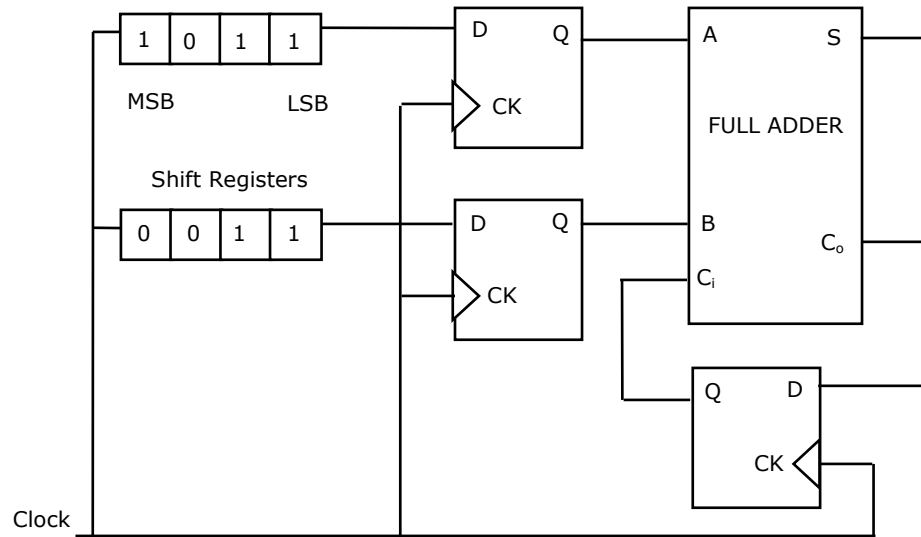 D Q A S
1 0 1 1
MSB LSB CK FULL ADDER
Shift Registers
D Q B
0 0 1 1 Cₒ
CK Cᵢ
Q D
CK
Clock